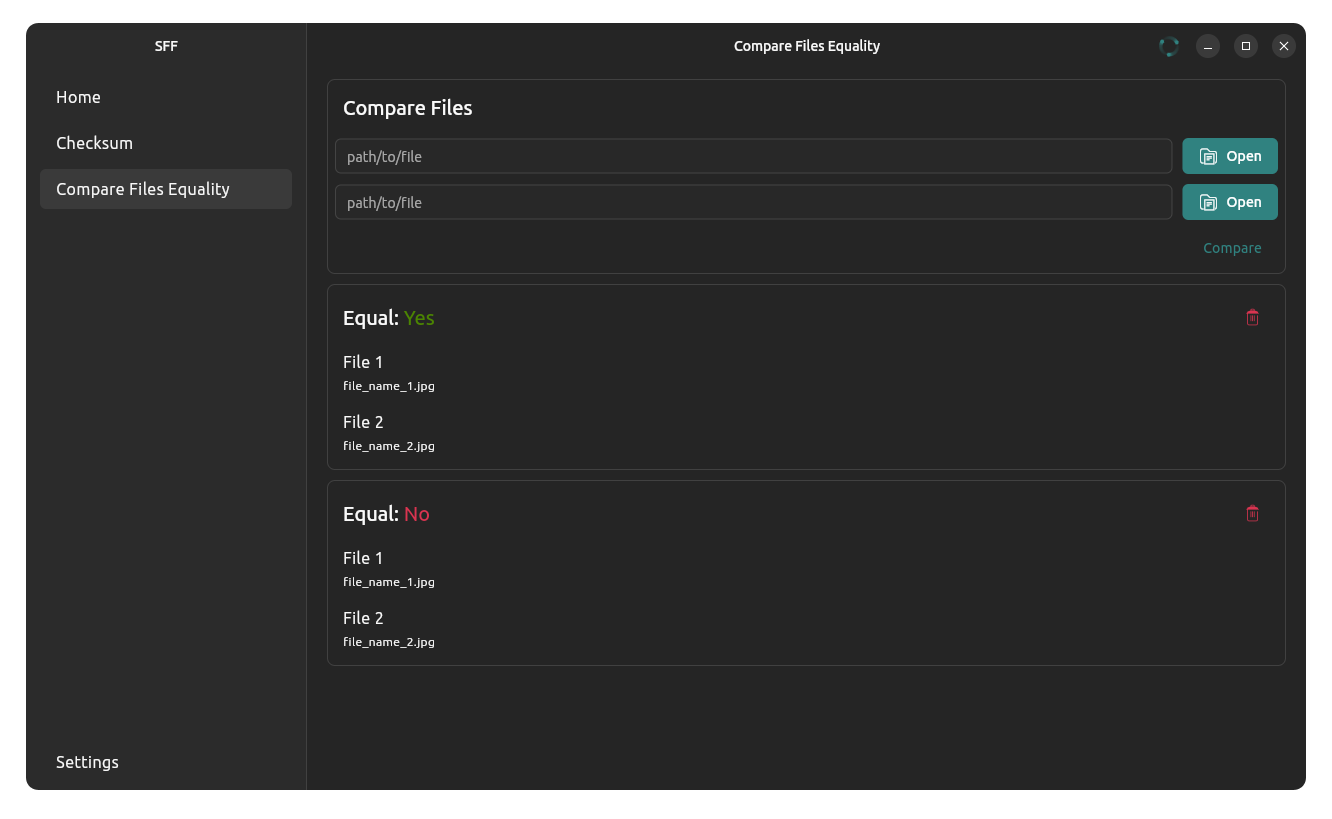 SFF
Home
Checksum
Compare Files Equality
Settings
Compare Files Equality
Compare Files
path/to/file
Open
path/to/file
Open
Compare
Equal: Yes
File 1
file_name_1.jpg
File 2
file_name_2.jpg
Equal: No
File 1
file_name_1.jpg
File 2
file_name_2.jpg